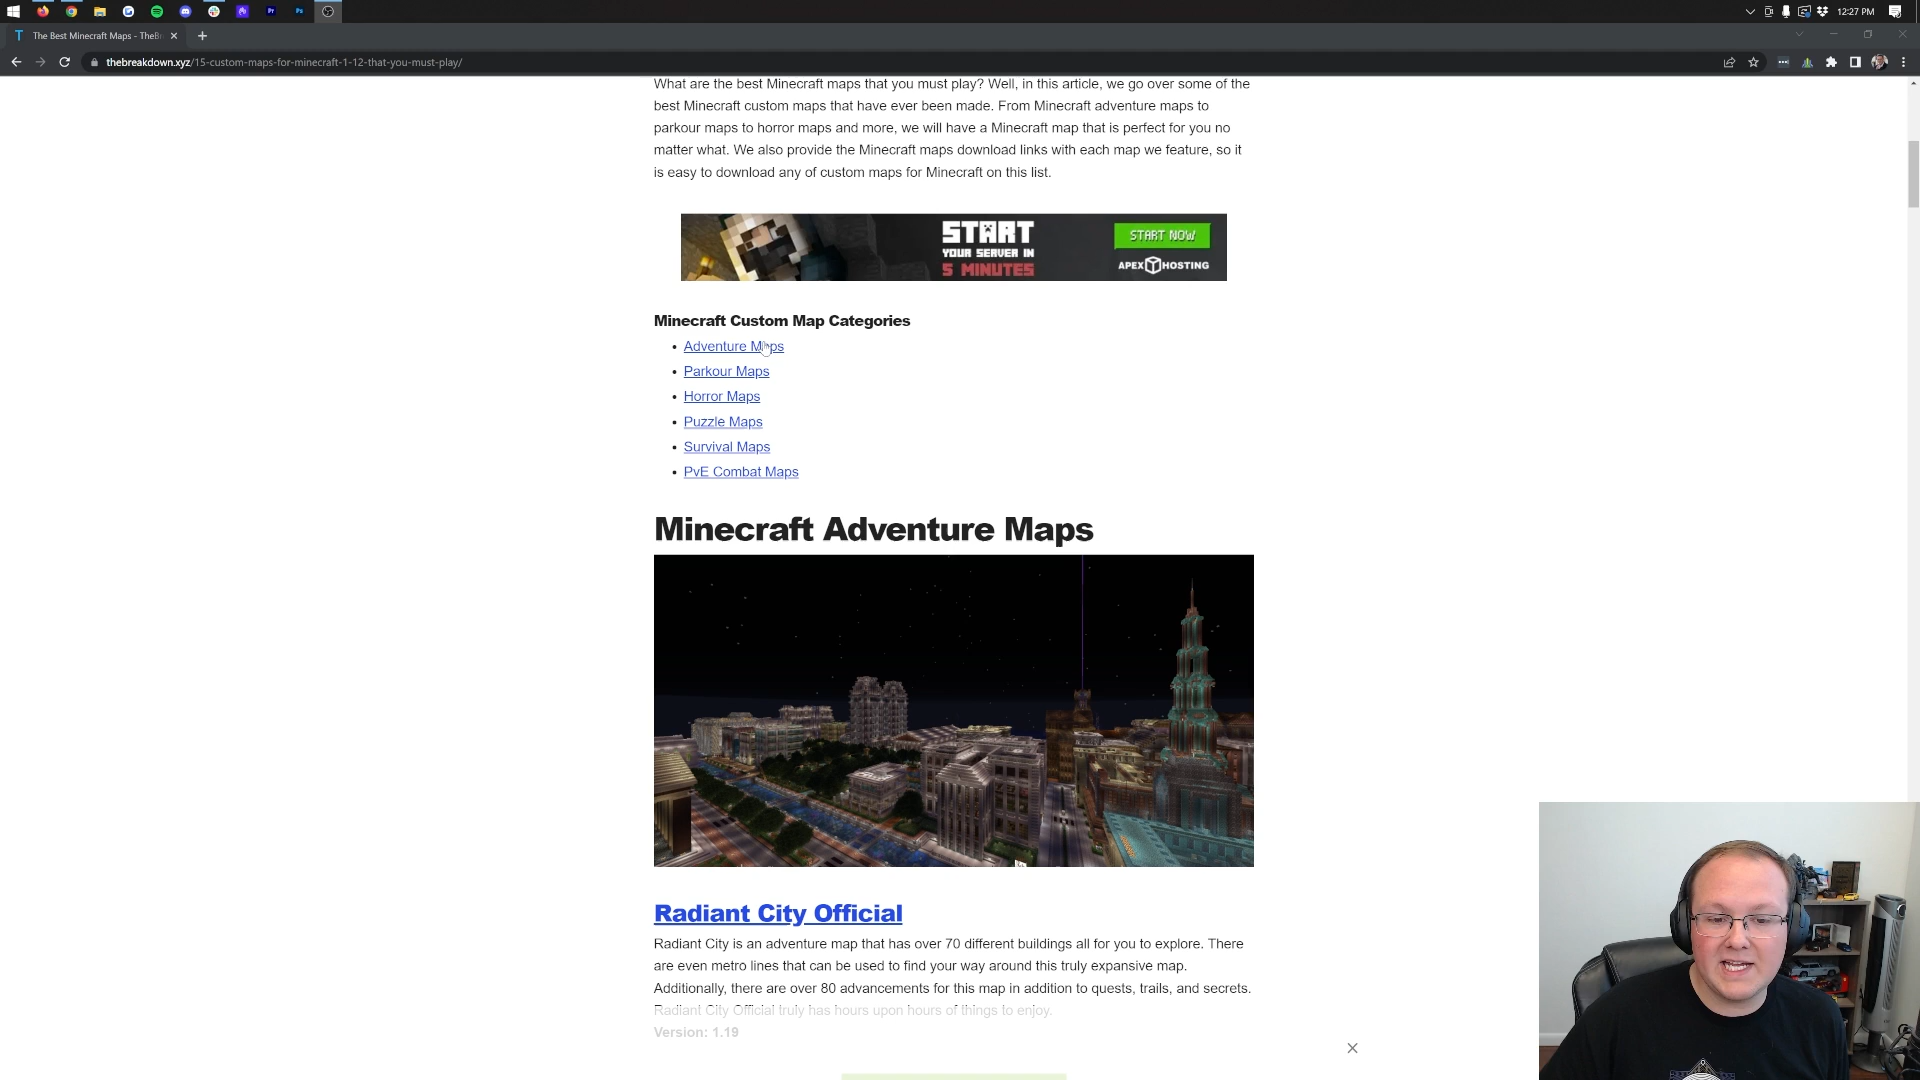 12:27 PM
The Best Minecraft Maps - TheBr
thebreakdown.xyz/15-custom-maps-for-minecraft-1-12-that-you-must-play/
What are the best Minecraft maps that you must play? Well, in this article, we go over some of the
best Minecraft custom maps that have ever been made. From Minecraft adventure maps to
parkour maps to horror maps and more, we will have a Minecraft map that is perfect for you no
matter what. We also provide the Minecraft maps download links with each map we feature, so it
is easy to download any of custom maps for Minecraft on this list.
START
YOUR SERVER IN
5 MINUTES
START NOW
APEX HOSTING
Minecraft Custom Map Categories
• Adventure Maps
• Parkour Maps
• Horror Maps
• Puzzle Maps
• Survival Maps
• PvE Combat Maps
Minecraft Adventure Maps
Radiant City Official
Radiant City is an adventure map that has over 70 different buildings all for you to explore. There
are even metro lines that can be used to find your way around this truly expansive map.
Additionally, there are over 80 advancements for this map in addition to quests, trails, and secrets.
Radiant City Official truly has hours upon hours of things to enjoy.
Version: 1.19